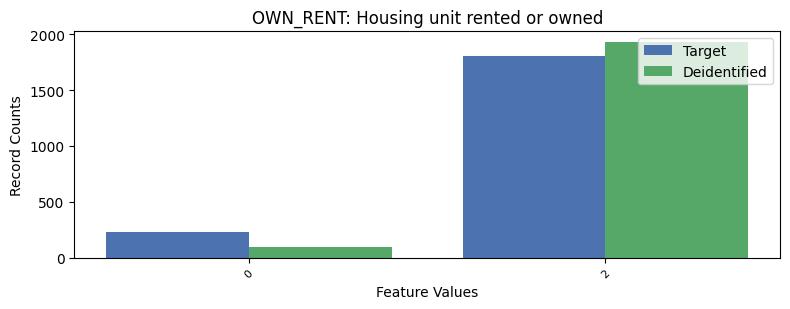 OWN_RENT: Housing unit rented or owned
Record Counts
2000
1500
1000
500
0
Target
Deidentified
0
2
Feature Values